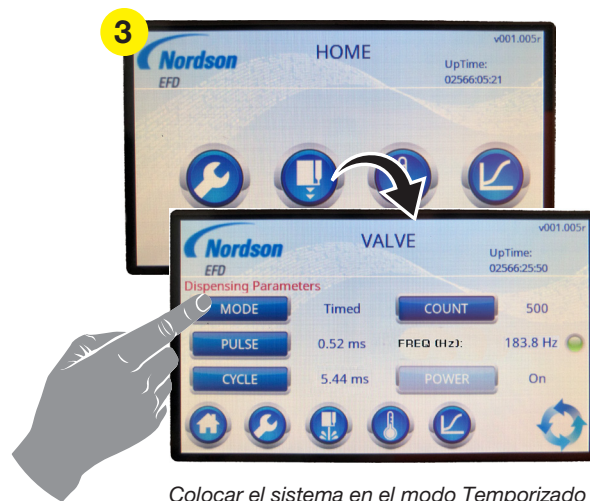 3
v001.005r
Nordson
EFD
HOME
UpTime:
02566:05:21
v001.005r
Nordson
EFD
VALVE
UpTime:
02566:25:50
Dispensing Parameters
MODE Timed COUNT 500
PULSE 0.52 ms FREQ (Hz): 183.8 Hz
CYCLE 5.44 ms POWER On
Colocar el sistema en el modo Temporizado